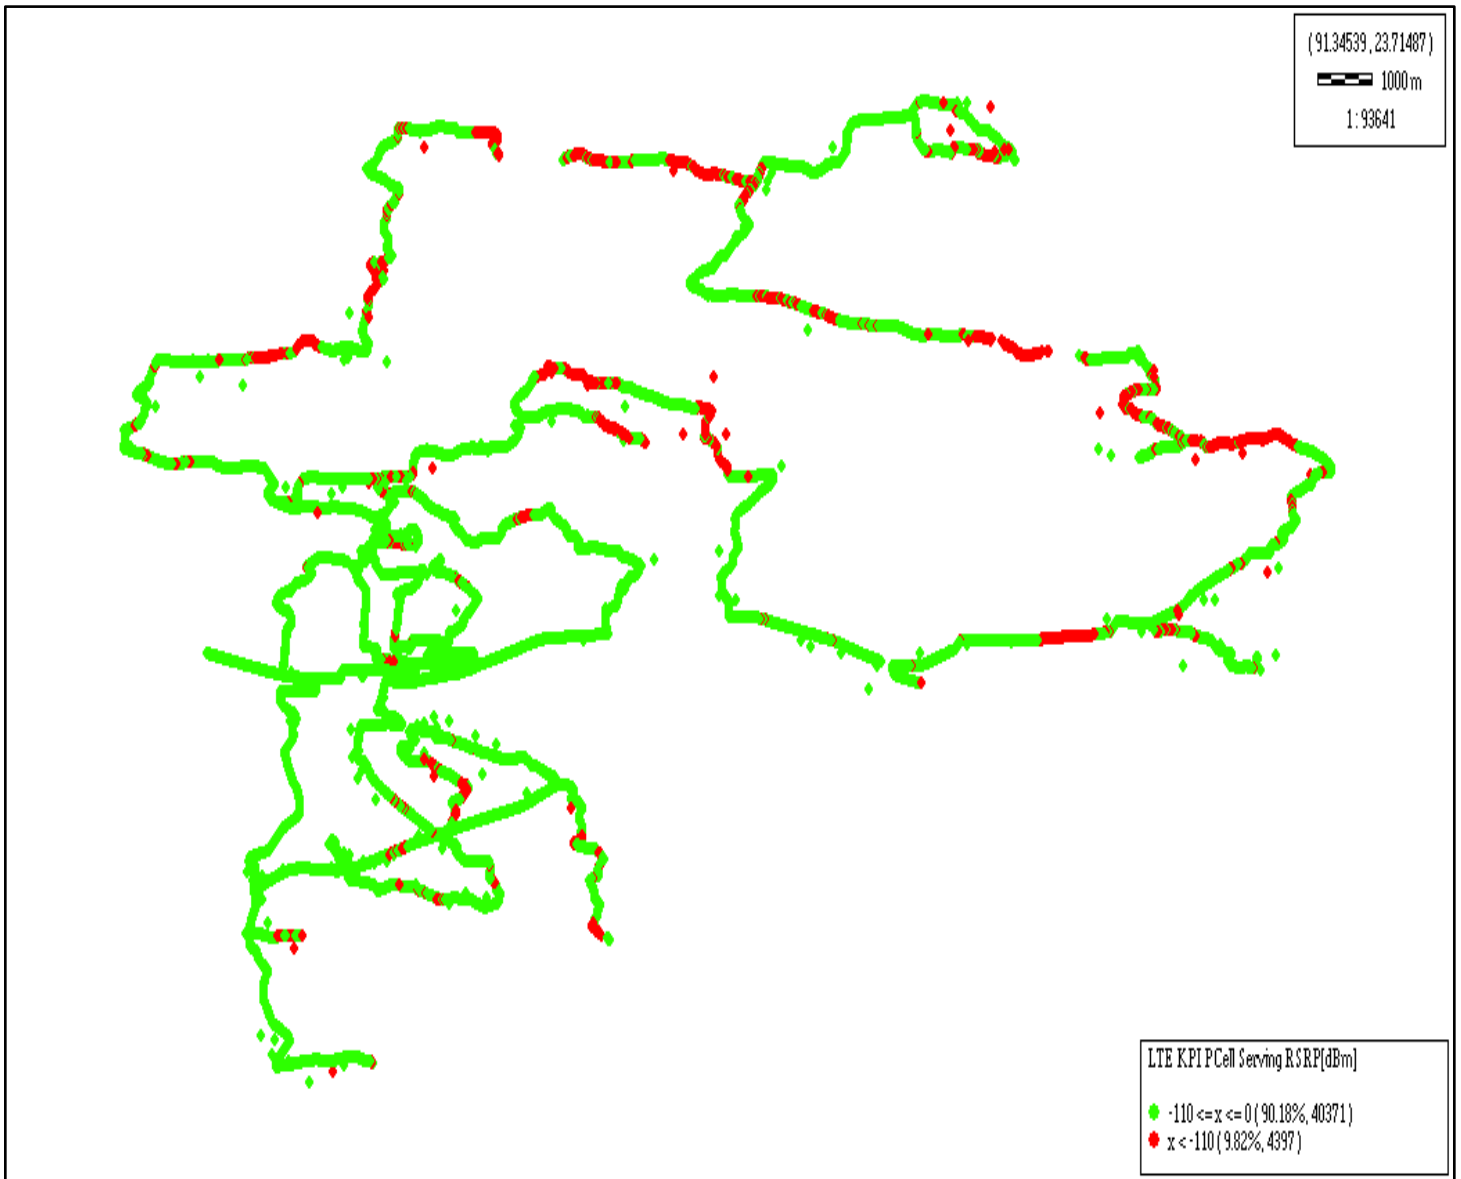 (91.34539, 23.71487)
1000m
1: 93641
LTE KPI PCell Serving RSRP[dBm]
-110 <= x <= 0 ( 90.18%, 40371)
x < -110 ( 9.82%, 4397)